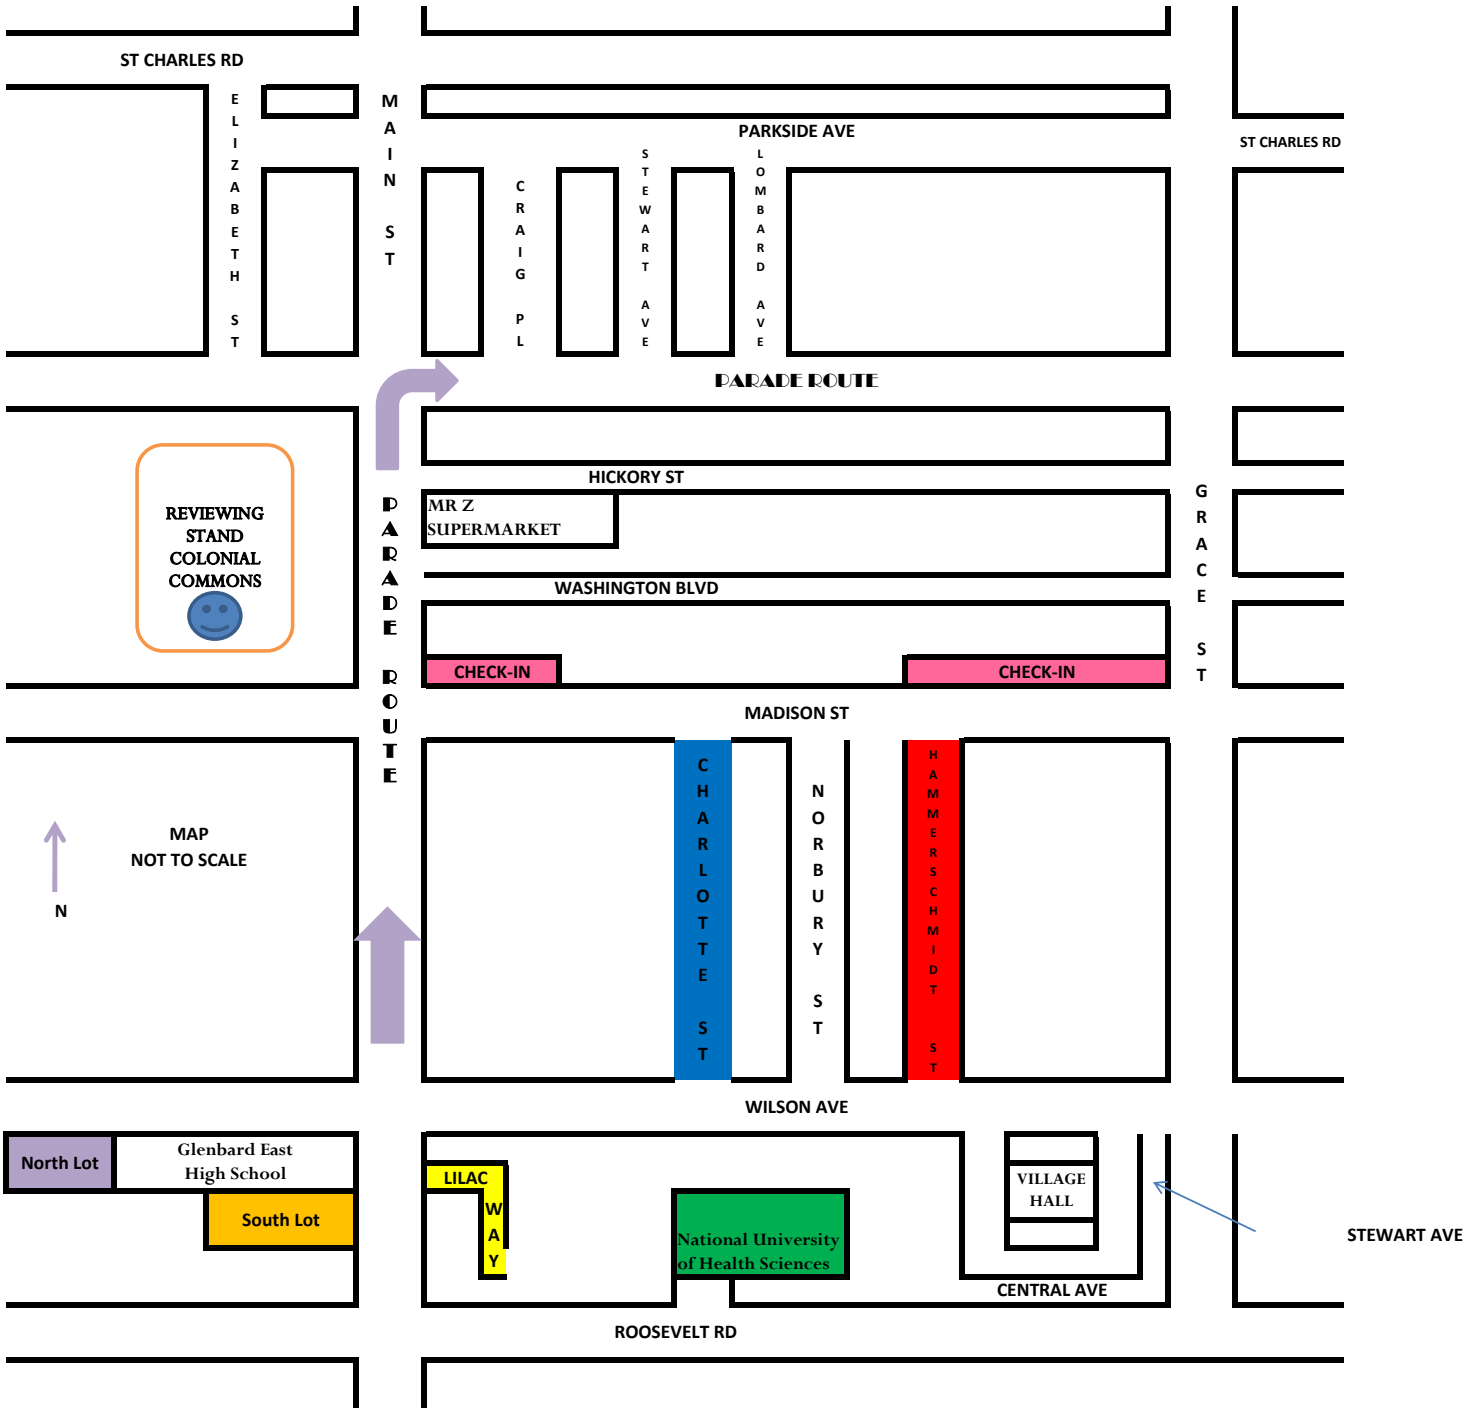 ST CHARLES RD
ELIZABETH ST
MAIN ST
PARKSIDE AVE
ST CHARLES RD
CRAIG PL
STEWART AVE
LOMBARD AVE
PARADE ROUTE
HICKORY ST
MR Z
SUPERMARKET
PARADE ROUTE
GRACE ST
REVIEWING
STAND
COLONIAL
COMMONS
WASHINGTON BLVD
CHECK-IN
CHECK-IN
MADISON ST
CHARLOTTE ST
NORBURY ST
HAMMERSCHMIDT ST
MAP
NOT TO SCALE
N
WILSON AVE
North Lot
Glenbard East
High School
South Lot
LILAC
WAY
National University
of Health Sciences
VILLAGE
HALL
STEWART AVE
CENTRAL AVE
ROOSEVELT RD